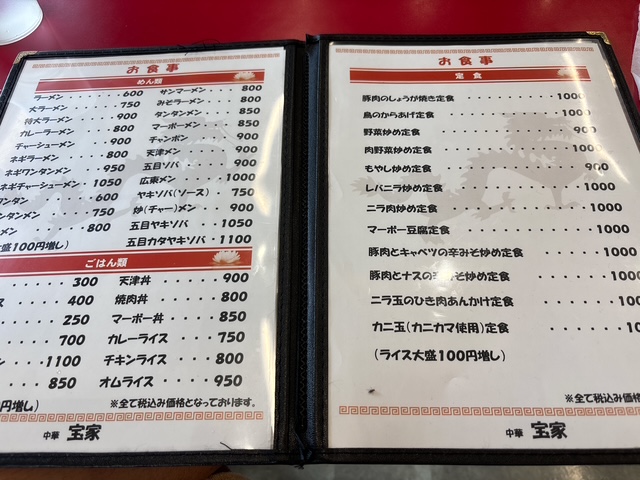 お食事
めん類
ラーメン・・・・・600
大ラーメン・・・・750
特大ラーメン・・・900
カレーラーメン・・・800
チャーシューメン・・・900
ネギラーメン・・・800
ネギワンタンメン・・・950
ネギチャーシューメン・1050
ワンタン・・・・600
ワンタンメン・・・750
メン・・・800
大盛100円増し)
サンマーメン・・・800
みそラーメン・・・850
タンタンメン・・・850
マーボーメン・・・850
チャンポン・・・・900
天津メン・・・・・900
五目ソバ・・・・・900
広東メン・・・・・1000
ヤキソバ(ソース)・750
炒(チャー)メン・・900
五目ヤキソバ・・・1050
五目カタヤキソバ・1100
ごはん類
300
ス・・・400
250
700
ン・・・1100
850
円増し)
天津丼・・・・・900
焼肉丼・・・・・800
マーボー丼・・・850
カレーライス・・・750
チキンライス・・・800
オムライス・・・950
※全て税込み価格となっております。
中華 宝家
お食事
定食
豚肉のしょうが焼き定食・・・1000
鳥のからあげ定食・・・1000
野菜炒め定食・・・900
肉野菜炒め定食・・・1000
もやし炒め定食・・・900
レバニラ炒め定食・・・1000
ニラ肉炒め定食・・・1000
マーボー豆腐定食・・・1000
豚肉とキャベツの辛みそ炒め定食・・・1000
豚肉とナスの そ炒め定食・・・1000
ニラ玉のひき肉あんかけ定食・・・100
カニ玉(カニカマ使用)定食・・・10
(ライス大盛100円増し)
※全て税込み価格
中華 宝家